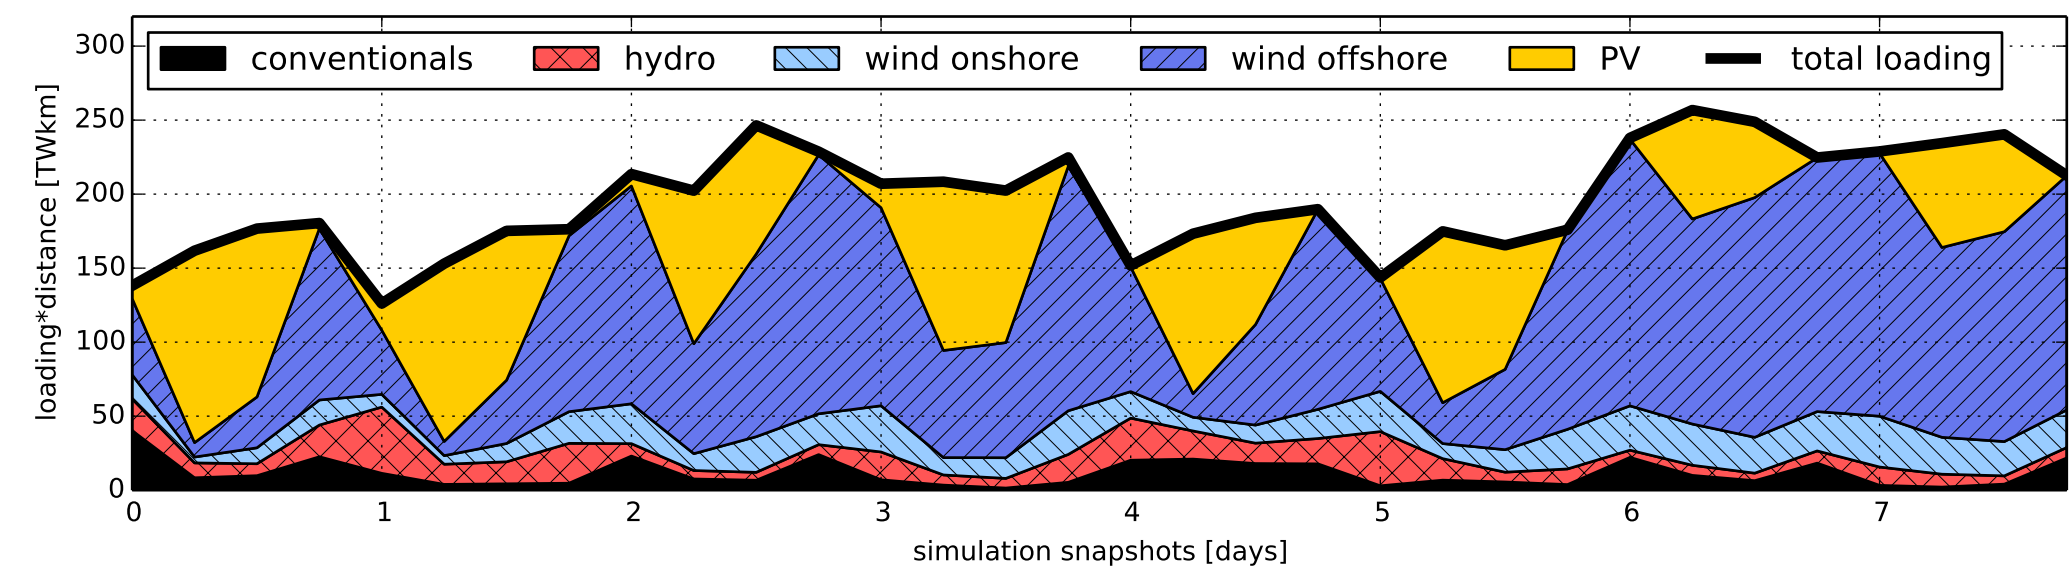 300
250
200
150
100
50
0
loading*distance [TWkm]
conventionals hydro wind onshore wind offshore PV total loading
0 1 2 3 4 5 6 7
simulation snapshots [days]